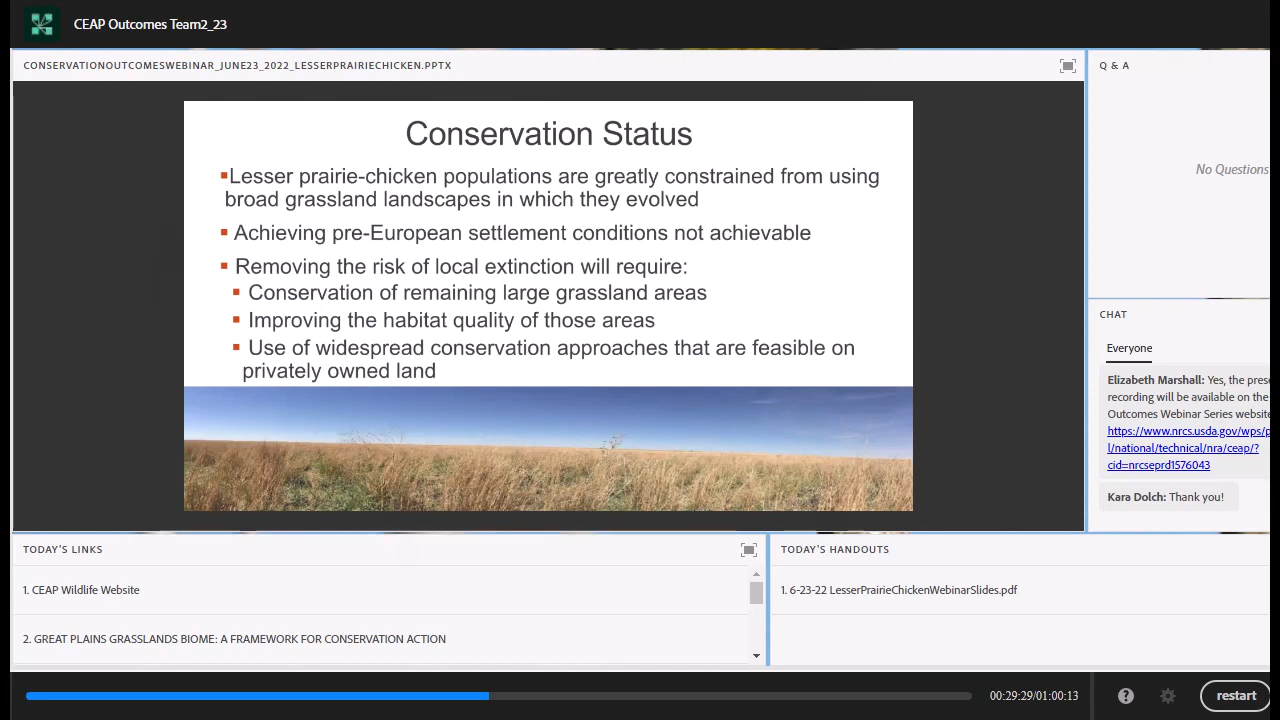 CEAP Outcomes Team2_23
CONSERVATIONOUTCOMESWEBINAR_JUNE23_2022_LESSERPRAIRIECHICKEN.PPTX
Conservation Status
▪Lesser prairie-chicken populations are greatly constrained from using
broad grassland landscapes in which they evolved
▪ Achieving pre-European settlement conditions not achievable
▪ Removing the risk of local extinction will require:
▪ Conservation of remaining large grassland areas
▪ Improving the habitat quality of those areas
▪ Use of widespread conservation approaches that are feasible on
privately owned land
Q & A
No Questions
CHAT
Everyone
Elizabeth Marshall: Yes, the
recording will be available on the
Outcomes Webinar Series website
https://www.nrcs.usda.gov/wps/p
l/national/technical/nra/ceap/?
cid=nrcseprd1576043
Kara Dolch: Thank you!
TODAY'S LINKS
1. CEAP Wildlife Website
2. GREAT PLAINS GRASSLANDS BIOME: A FRAMEWORK FOR CONSERVATION ACTION
TODAY'S HANDOUTS
1. 6-23-22 LesserPrairieChickenWebinarSlides.pdf
00:29:29/01:00:13
?
restart